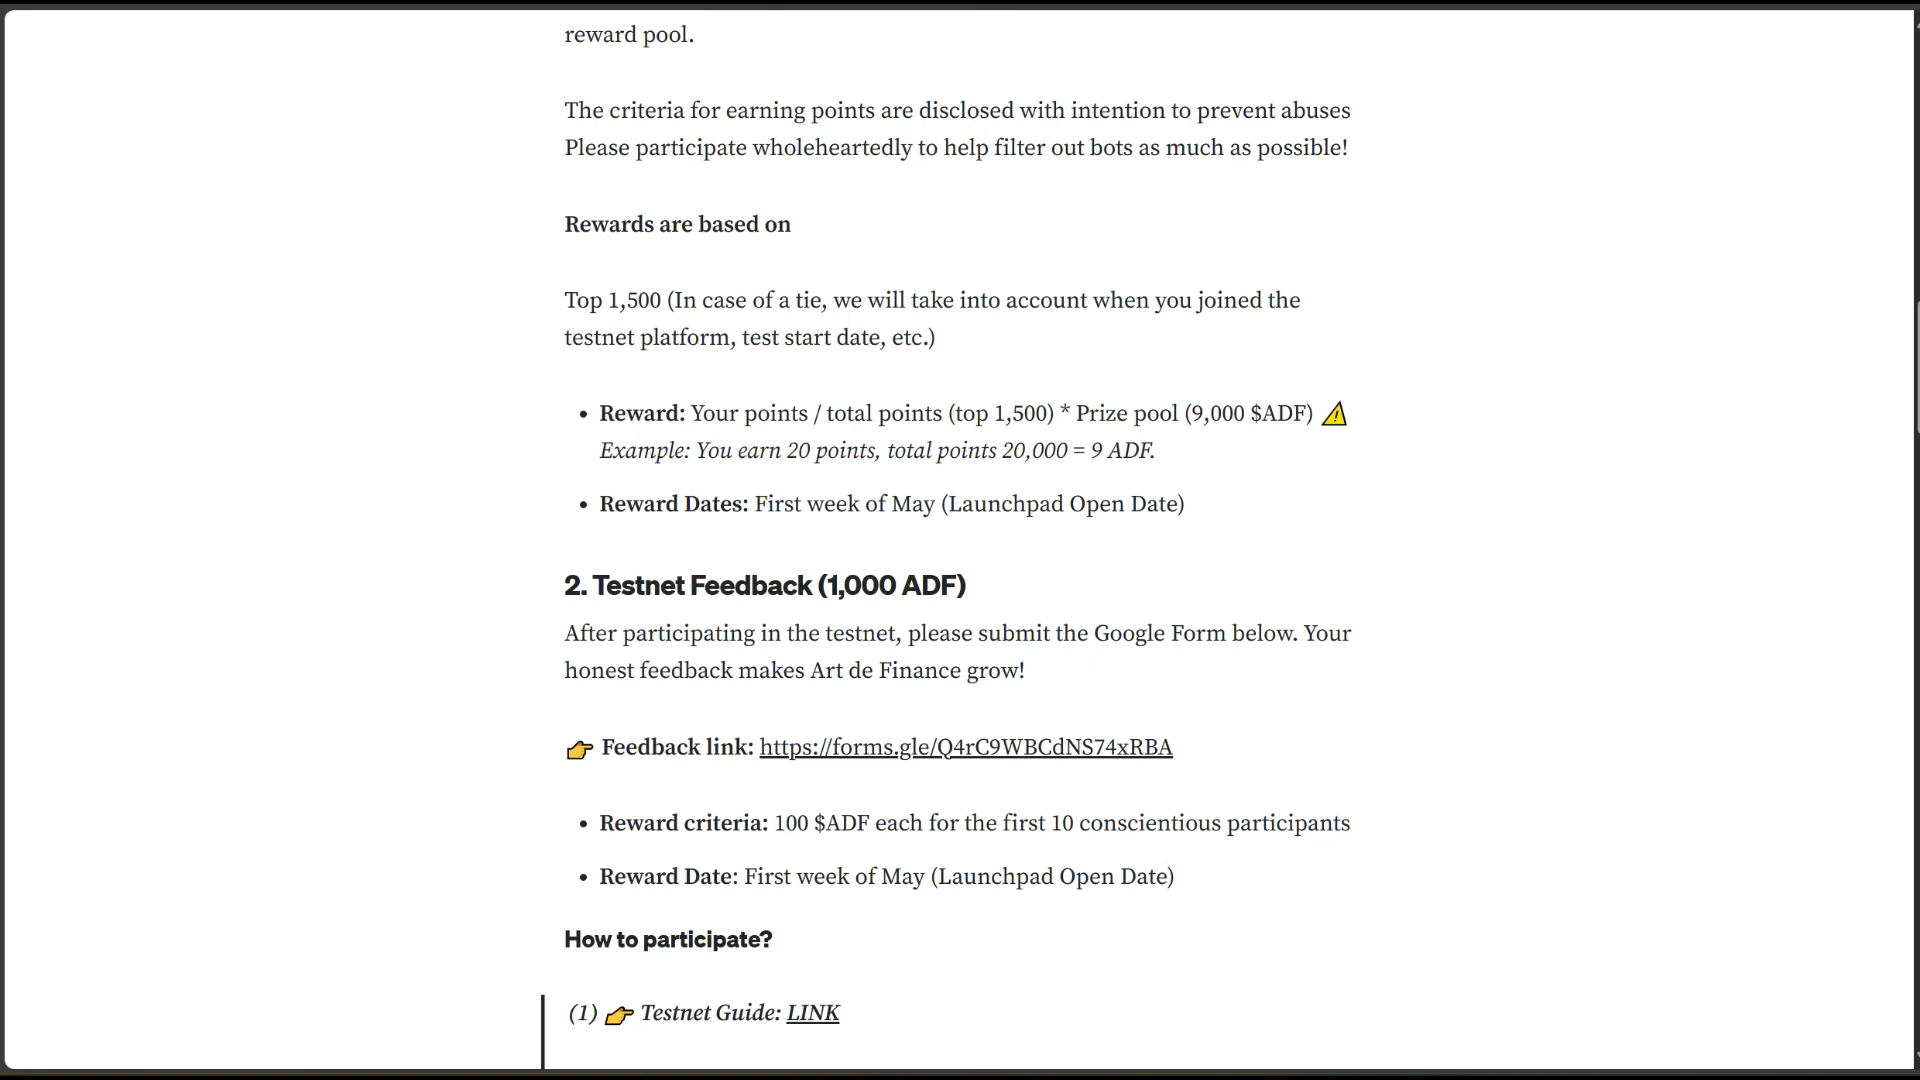 reward pool.
The criteria for earning points are disclosed with intention to prevent abuses
Please participate wholeheartedly to help filter out bots as much as possible!
Rewards are based on
Top 1,500 (In case of a tie, we will take into account when you joined the
testnet platform, test start date, etc.)
• Reward: Your points / total points (top 1,500) * Prize pool (9,000 $ADF) ⚠️
Example: You earn 20 points, total points 20,000 = 9 ADF.
• Reward Dates: First week of May (Launchpad Open Date)
2. Testnet Feedback (1,000 ADF)
After participating in the testnet, please submit the Google Form below. Your
honest feedback makes Art de Finance grow!
👉 Feedback link: https://forms.gle/Q4rC9WBCdNS74xRBA
• Reward criteria: 100 $ADF each for the first 10 conscientious participants
• Reward Date: First week of May (Launchpad Open Date)
How to participate?
(1) 👉 Testnet Guide: LINK